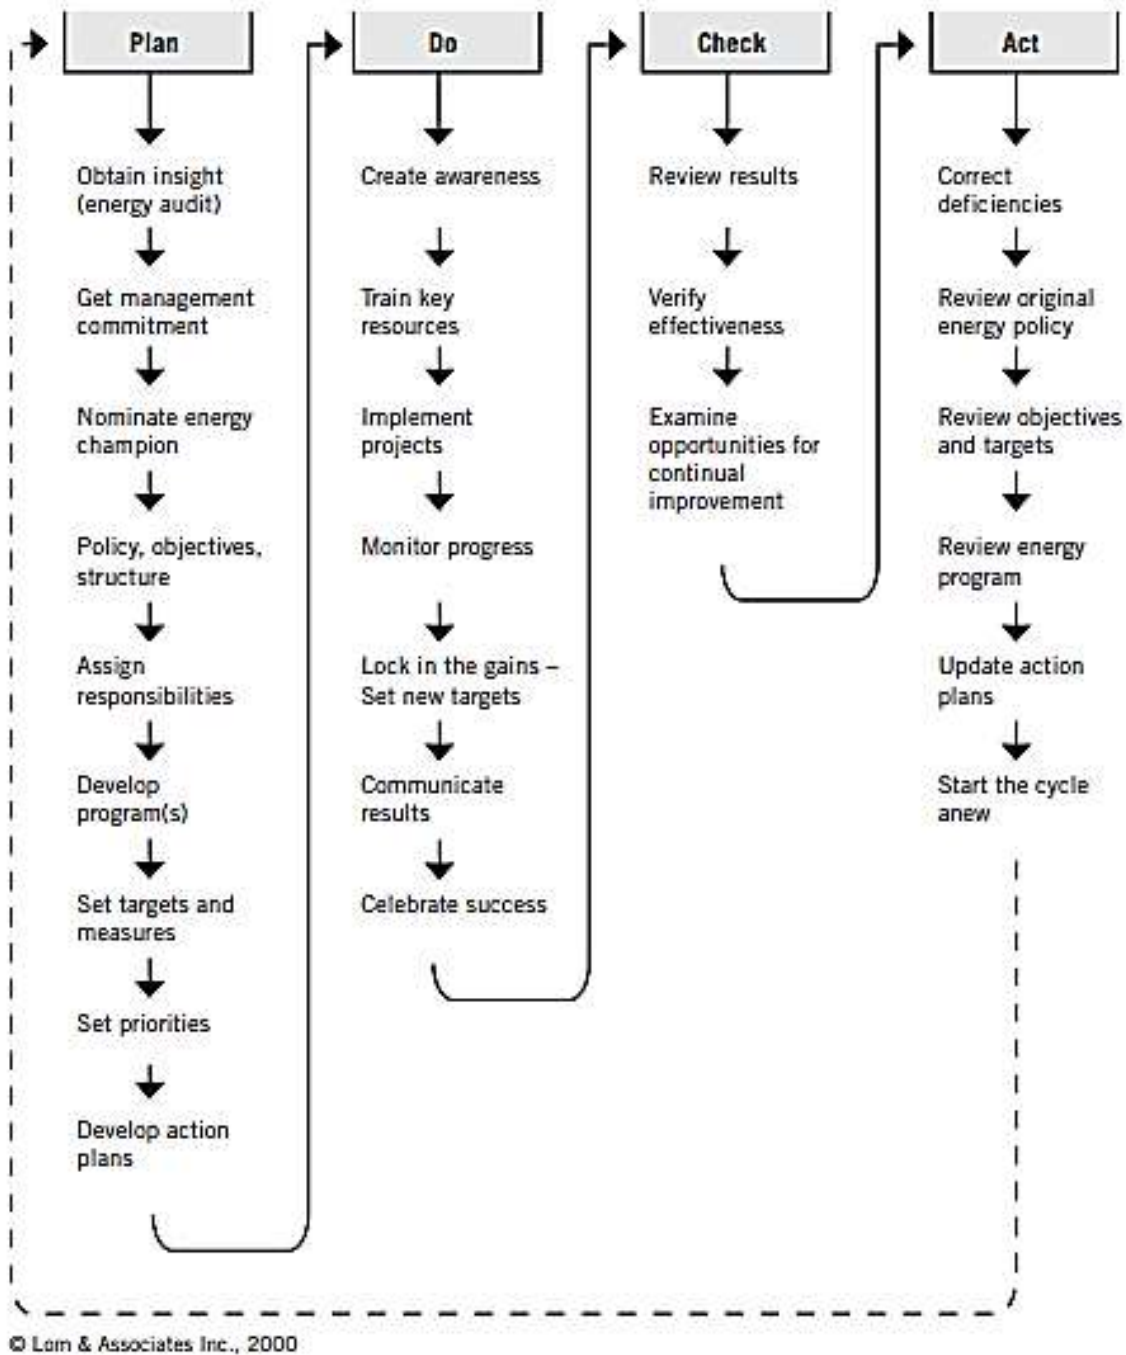 Plan
Obtain insight
(energy audit)
Get management
commitment
Nominate energy
champion
Policy, objectives,
structure
Assign
responsibilities
Develop
program(s)
Set targets and
measures
Set priorities
Develop action
plans
Do
Create awareness
Train key
resources
Implement
projects
Monitor progress
Lock in the gains –
Set new targets
Communicate
results
Celebrate success
Check
Review results
Verify
effectiveness
Examine
opportunities for
continual
improvement
Act
Correct
deficiencies
Review original
energy policy
Review objectives
and targets
Review energy
program
Update action
plans
Start the cycle
anew
© Lom & Associates Inc., 2000